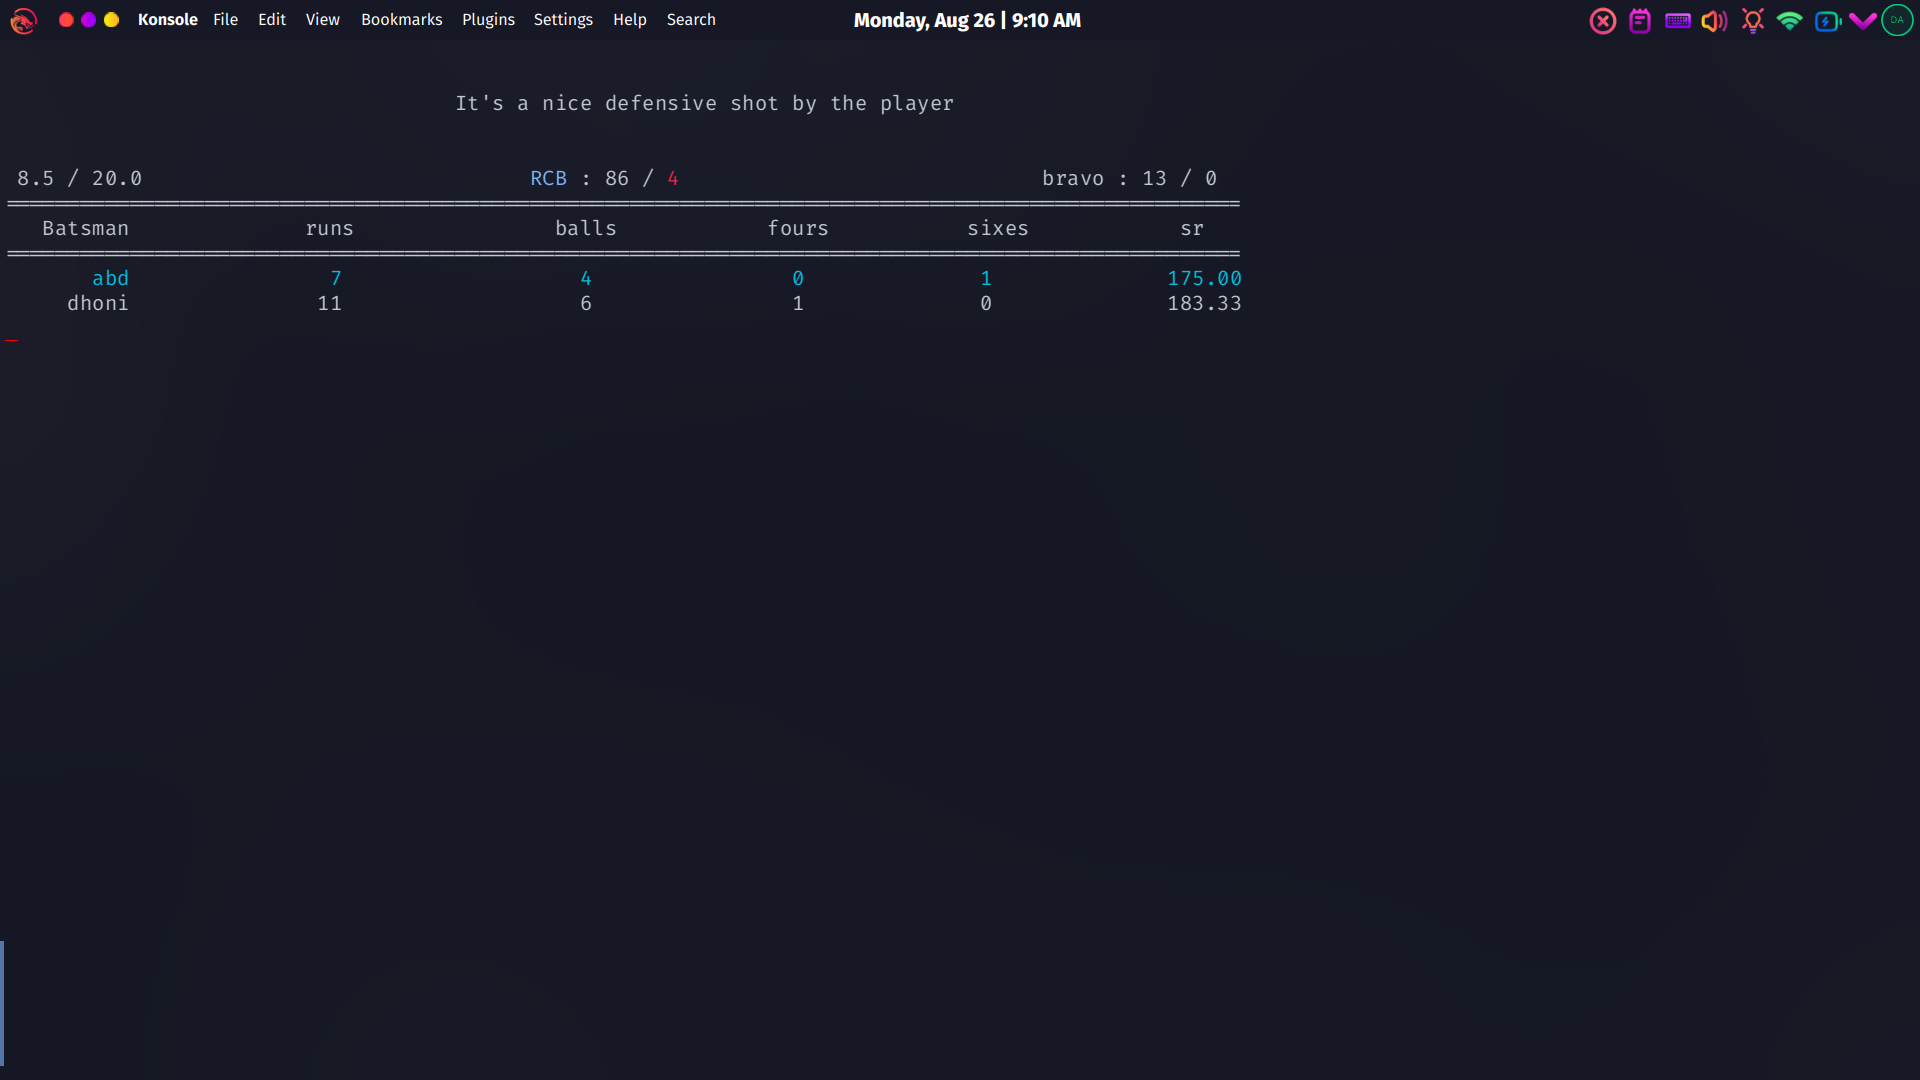 Konsole File Edit View Bookmarks Plugins Settings Help Search Monday, Aug 26 | 9:10 AM DA
It's a nice defensive shot by the player
8.5 / 20.0 RCB : 86 / 4 bravo : 13 / 0
Batsman runs balls fours sixes sr
abd 7 4 0 1 175.00
dhoni 11 6 1 0 183.33